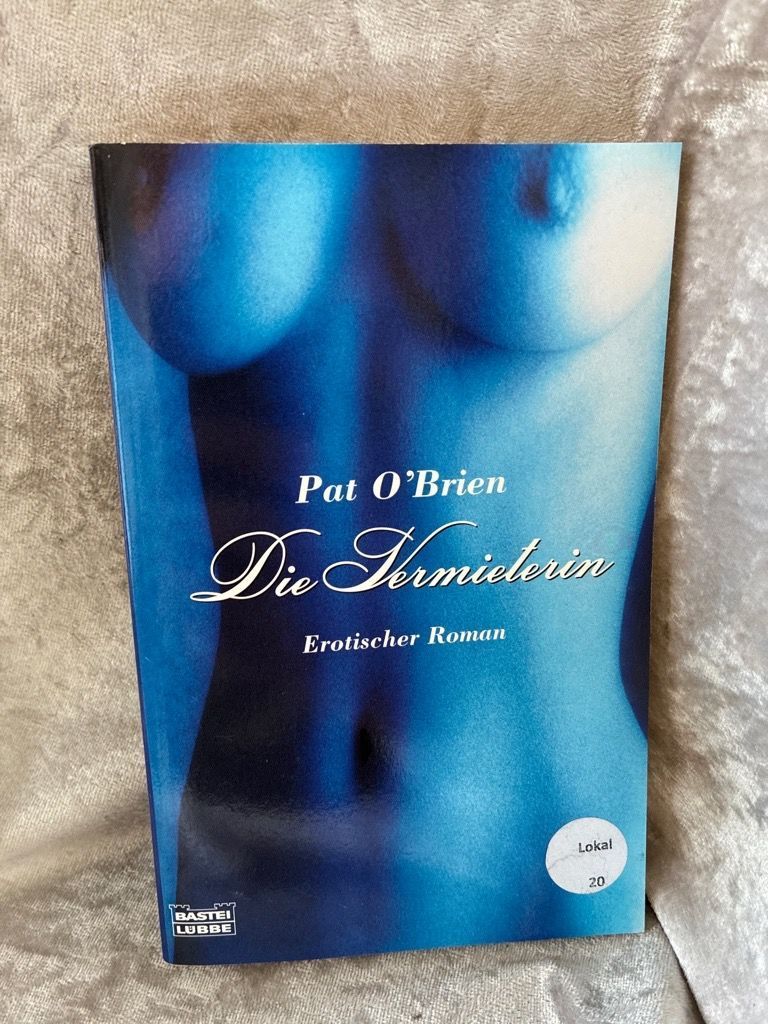 Pat O'Brien
Die Vermieterin
Erotischer Roman
Lokal
20
BASTEI
LÜBBE